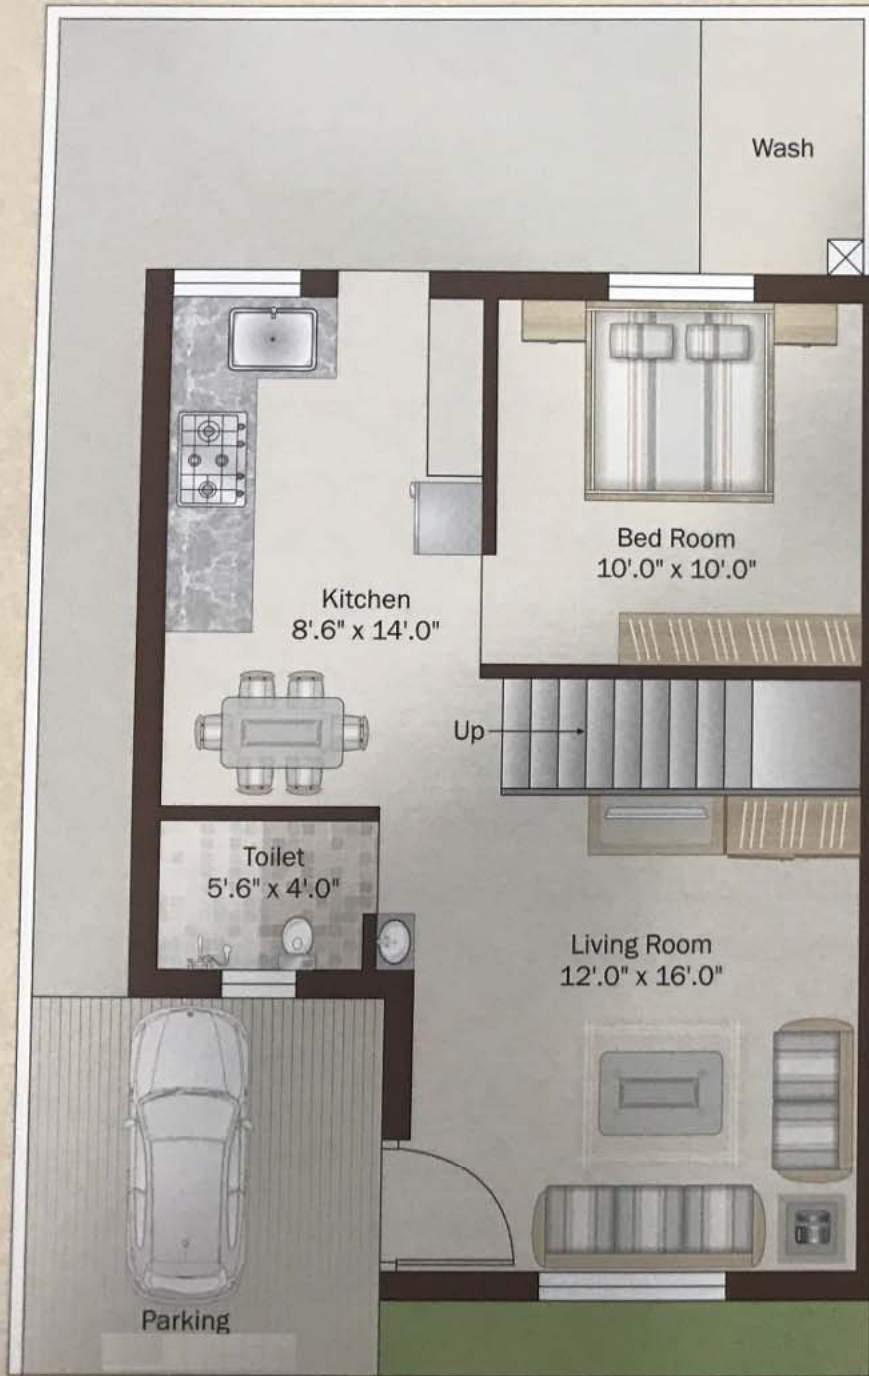 Wash
Bed Room
10'.0" x 10'.0"
Kitchen
8'.6" x 14'.0"
Up
Toilet
5'.6" x 4'.0"
Living Room
12'.0" x 16'.0"
Parking